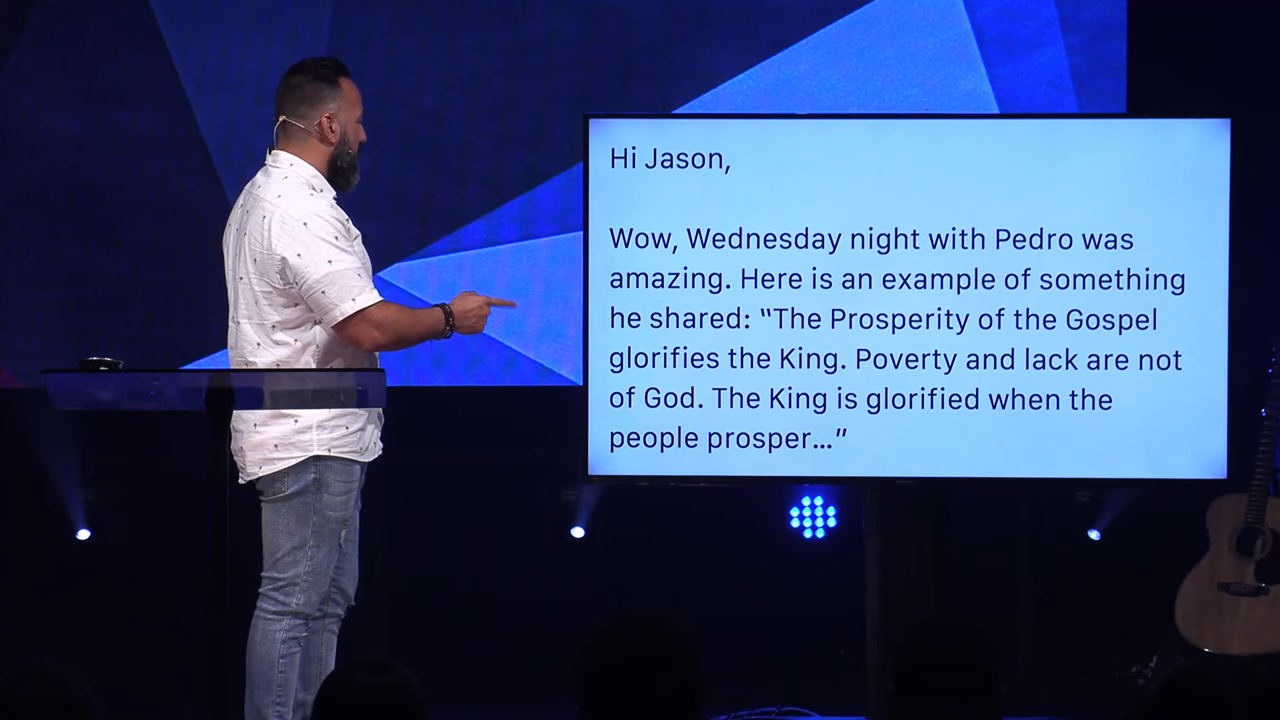 Hi Jason,
Wow, Wednesday night with Pedro was
amazing. Here is an example of something
he shared: “The Prosperity of the Gospel
glorifies the King. Poverty and lack are not
of God. The King is glorified when the
people prosper...”